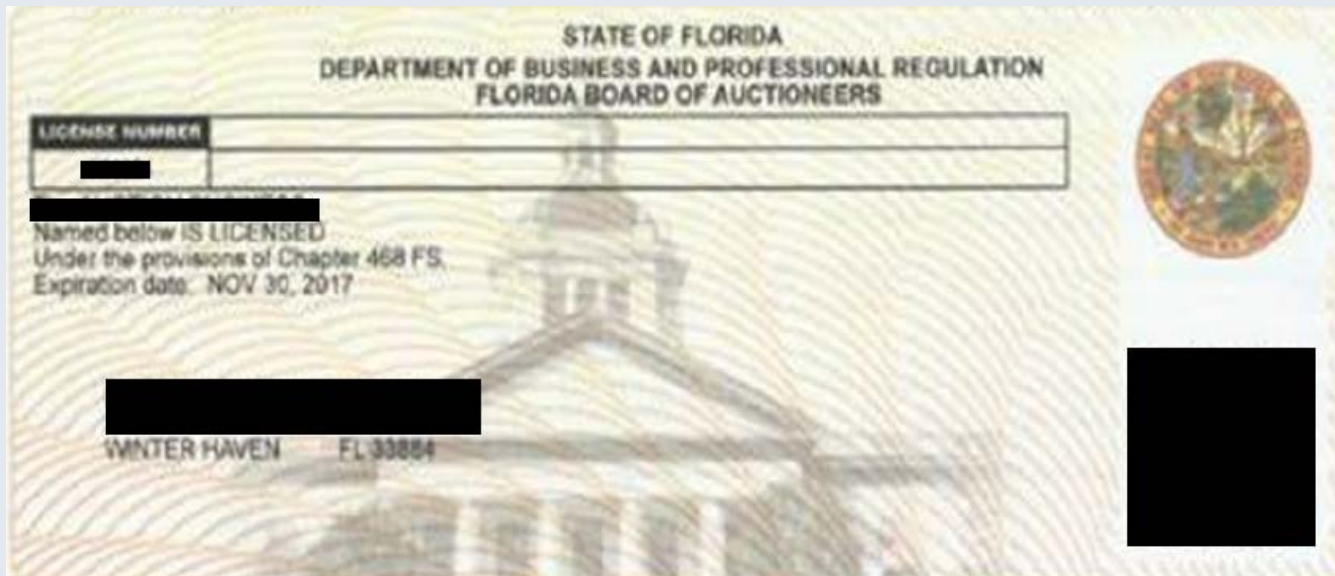 STATE OF FLORIDA
DEPARTMENT OF BUSINESS AND PROFESSIONAL REGULATION
FLORIDA BOARD OF AUCTIONEERS
LICENSE NUMBER
Named below IS LICENSED
Under the provisions of Chapter 468 FS.
Expiration date: NOV 30, 2017
WINTER HAVEN FL 33884